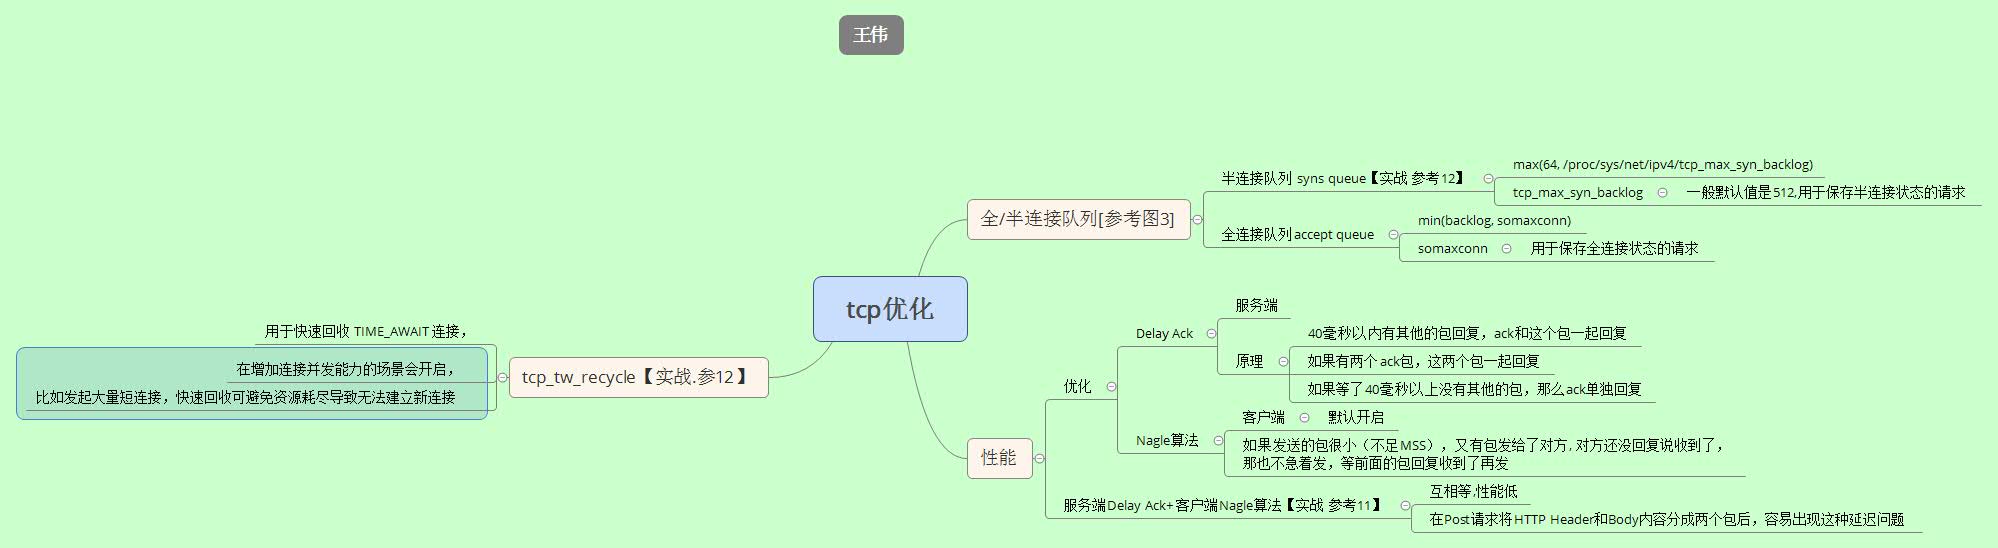 王伟
tcp优化
全/半连接队列[参考图3]
半连接队列 syns queue【实战 参考12】
max(64, /proc/sys/net/ipv4/tcp_max_syn_backlog)
tcp_max_syn_backlog
一般默认值是512,用于保存半连接状态的请求
全连接队列accept queue
min(backlog, somaxconn)
somaxconn
用于保存全连接状态的请求
性能
优化
Delay Ack
服务端
原理
40毫秒以内有其他的包回复，ack和这个包一起回复
如果有两个ack包，这两个包一起回复
如果等了40毫秒以上没有其他的包，那么ack单独回复
Nagle算法
客户端
默认开启
如果发送的包很小（不足MSS），又有包发给了对方, 对方还没回复说收到了，
那也不急着发，等前面的包回复收到了再发
服务端Delay Ack+客户端Nagle算法【实战 参考11】
互相等,性能低
在Post请求将HTTP Header和Body内容分成两个包后，容易出现这种延迟问题
tcp_tw_recycle【实战.参12】
用于快速回收 TIME_AWAIT连接，
在增加连接并发能力的场景会开启，
比如发起大量短连接，快速回收可避免资源耗尽导致无法建立新连接